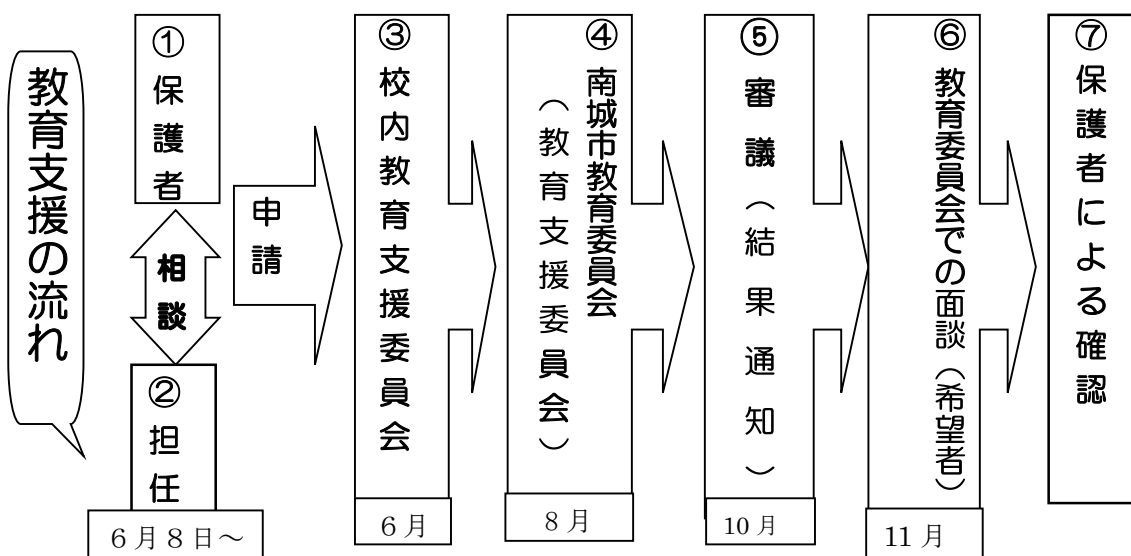 教育支援の流れ
①保護者
相談
②担任
6月8日～
申請
③校内教育支援委員会
6月
④南城市教育委員会
（教育支援委員会）
8月
⑤審議（結果通知）
10月
⑥教育委員会での面談（希望者）
11月
⑦保護者による確認